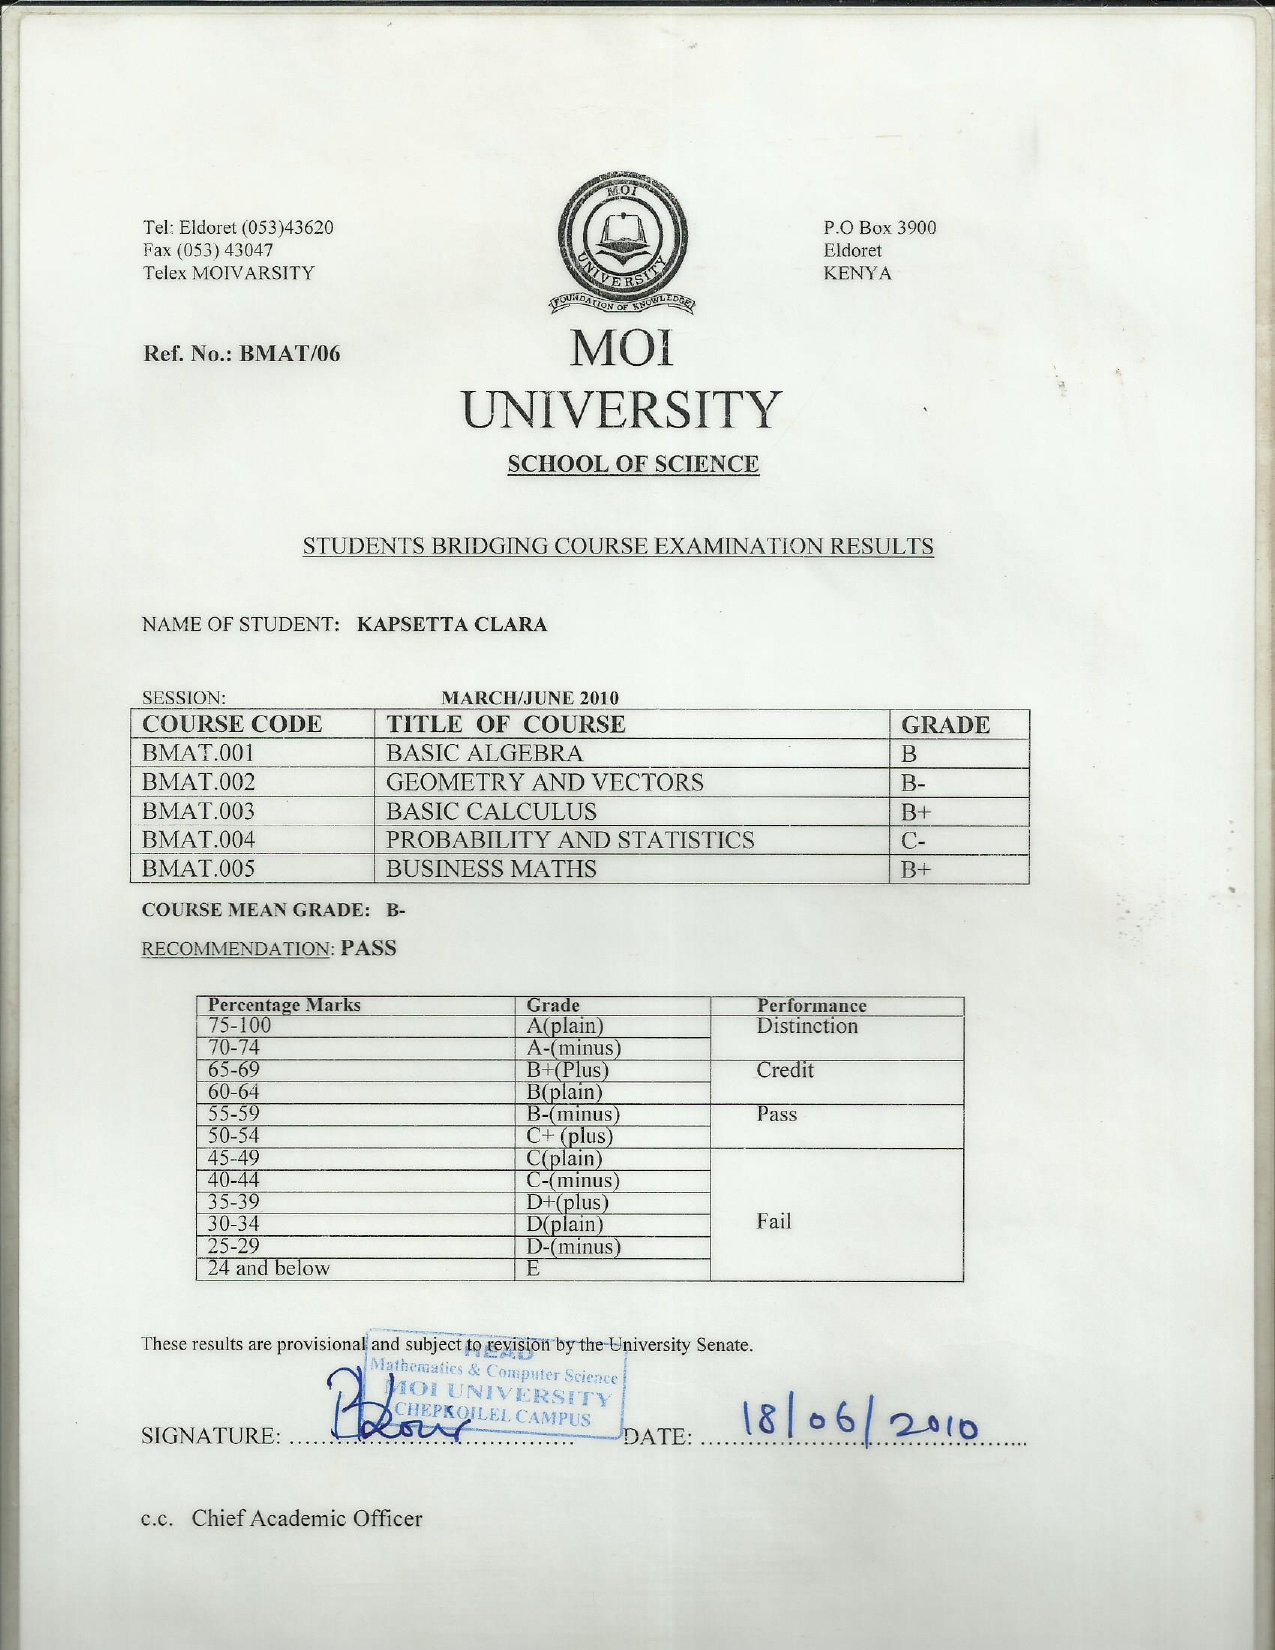 Tel: Eldoret (053)43620
Fax (053) 43047
Telex MOIVARSITY
MOI
UNIVERSITY
FOUNDATION OF KNOWLEDGE
P.O Box 3900
Eldoret
KENYA
Ref. No.: BMAT/06
MOI
UNIVERSITY
SCHOOL OF SCIENCE
STUDENTS BRIDGING COURSE EXAMINATION RESULTS
NAME OF STUDENT: KAPSETTA CLARA
SESSION: MARCH/JUNE 2010
COURSE CODE TITLE OF COURSE GRADE
BMAT.001 BASIC ALGEBRA B
BMAT.002 GEOMETRY AND VECTORS B-
BMAT.003 BASIC CALCULUS B+
BMAT.004 PROBABILITY AND STATISTICS C-
BMAT.005 BUSINESS MATHS B+
COURSE MEAN GRADE: B-
RECOMMENDATION: PASS
Percentage Marks Grade Performance
75-100 A(plain) Distinction
70-74 A-(minus)
65-69 B+(Plus) Credit
60-64 B(plain)
55-59 B-(minus) Pass
50-54 C+ (plus)
45-49 C(plain)
40-44 C-(minus)
35-39 D+(plus)
30-34 D(plain) Fail
25-29 D-(minus)
24 and below E
These results are provisional and subject to revision by the University Senate.
HEAD
Mathematics & Computer Science
MOI UNIVERSITY
CHEPKOILEL CAMPUS
SIGNATURE: ........................................ DATE: 18/06/2010
c.c. Chief Academic Officer